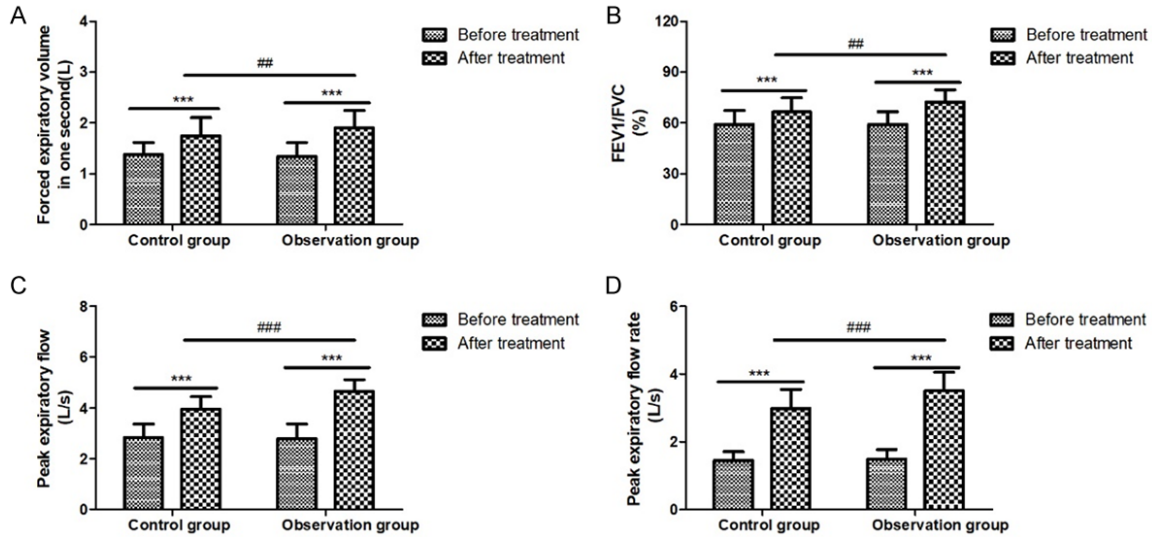 A
Forced expiratory volume
in one second(L)
4
3
2
1
0
##
***
***
Control group
Observation group
Before treatment
After treatment
B
FEV1/FVC
(%)
120
90
60
30
0
##
***
***
Control group
Observation group
Before treatment
After treatment
C
Peak expiratory flow
(L/s)
8
6
4
2
0
###
***
***
Control group
Observation group
Before treatment
After treatment
D
Peak expiratory flow rate
(L/s)
6
4
2
0
###
***
***
Control group
Observation group
Before treatment
After treatment